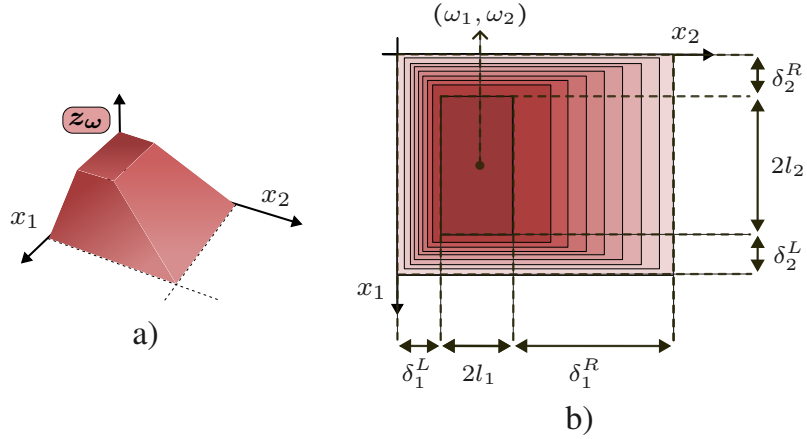 z_ω
x_1
x_2
a)
(ω_1, ω_2)
x_2
δ_2^R
2l_2
δ_2^L
x_1
δ_1^L
2l_1
δ_1^R
b)